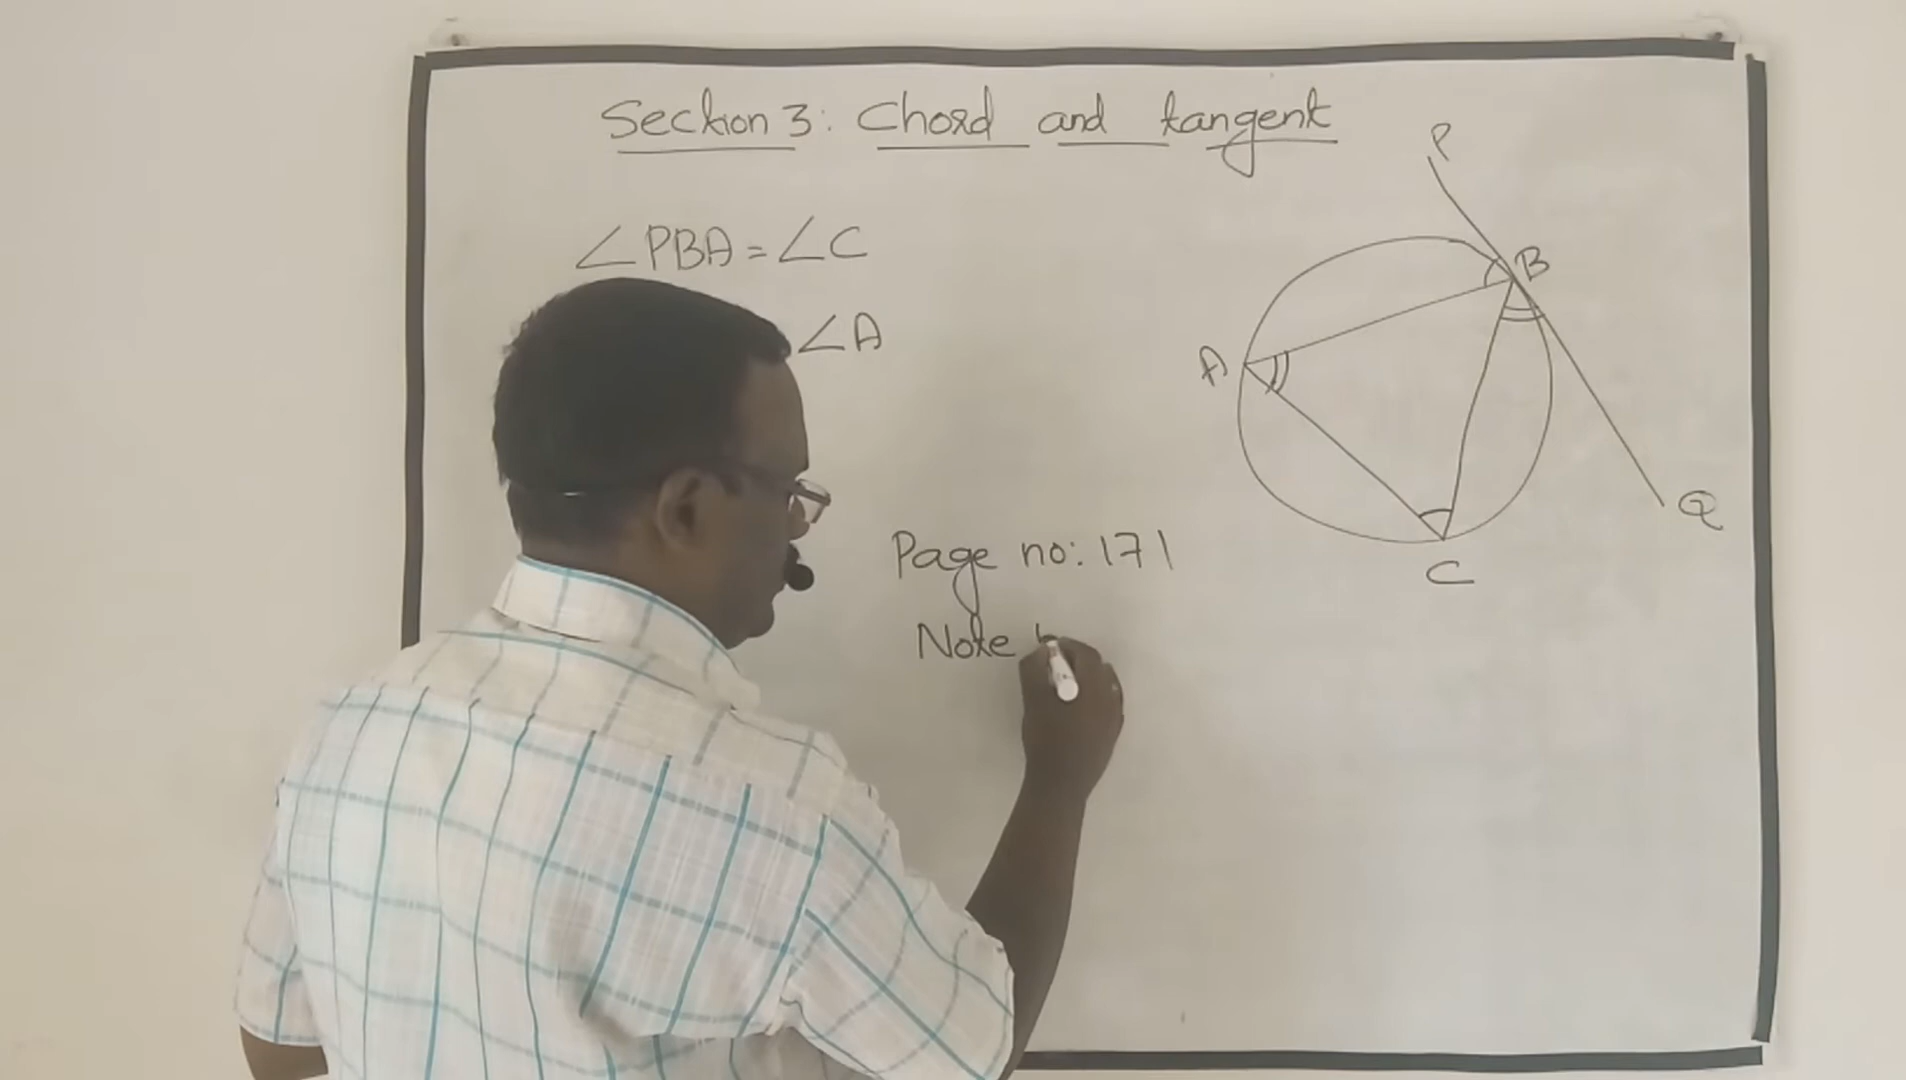 Section 3: Chord and tangent
∠PBA = ∠C
∠A
Page no: 171
Note
P
B
A
Q
C